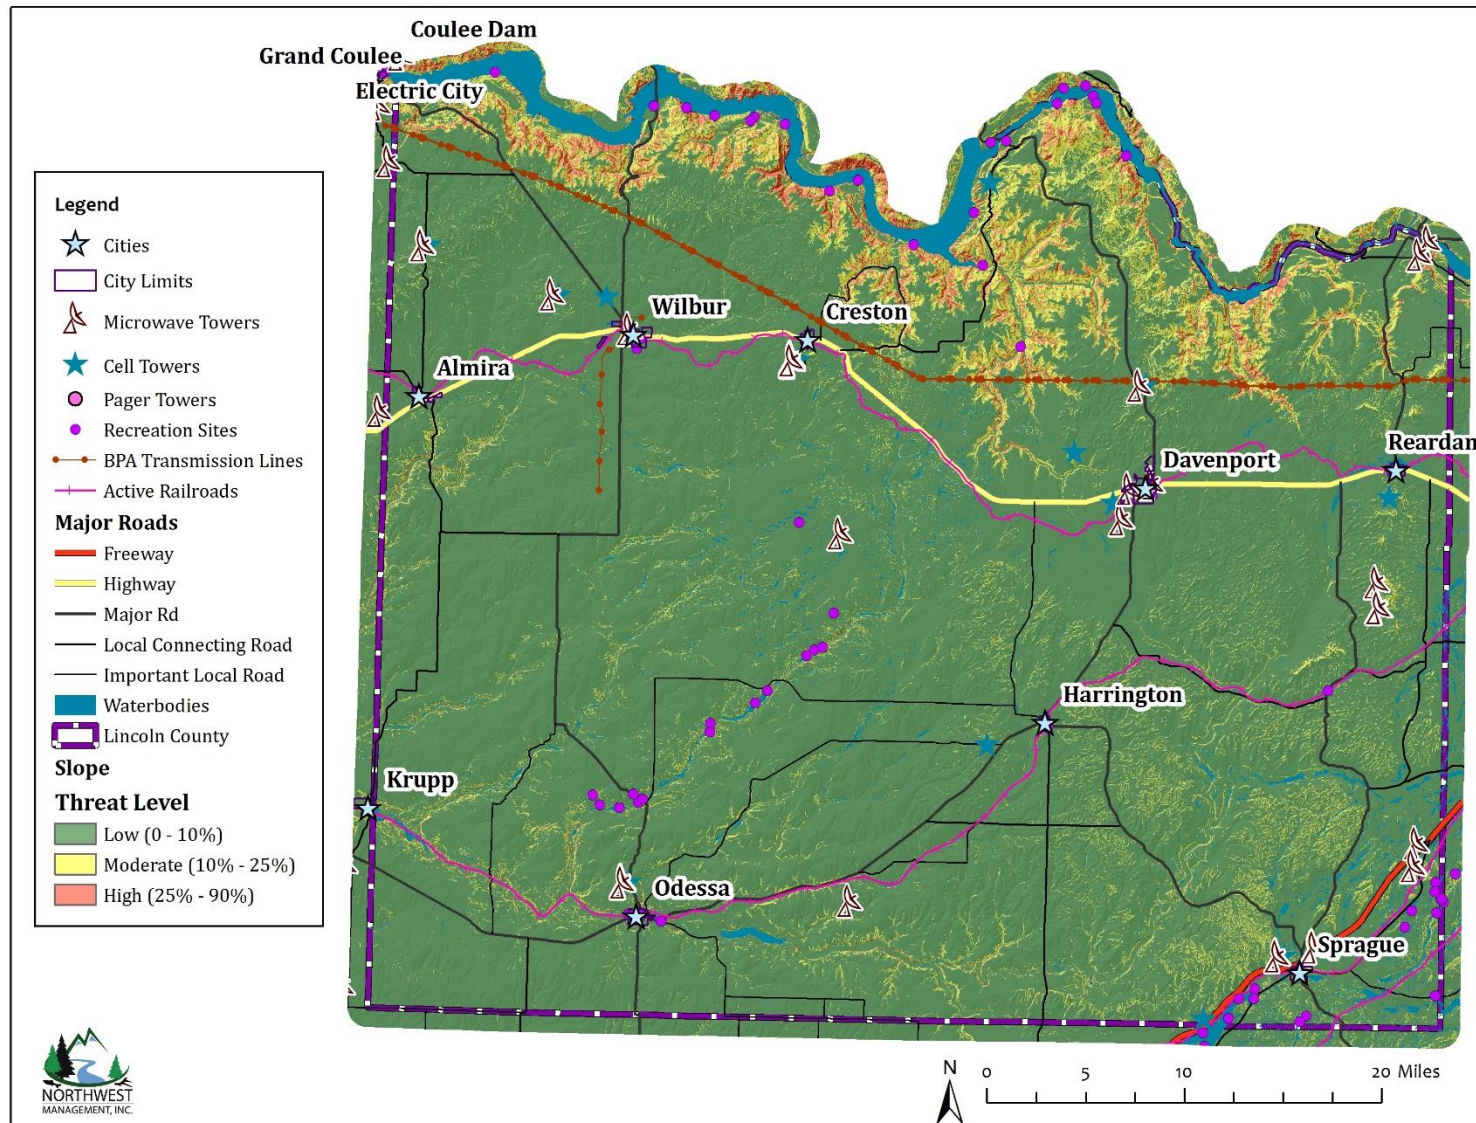 Coulee Dam
Grand Coulee
Electric City
Legend
Cities
City Limits
Microwave Towers
Cell Towers
Pager Towers
Recreation Sites
BPA Transmission Lines
Active Railroads
Major Roads
Freeway
Highway
Major Rd
Local Connecting Road
Important Local Road
Waterbodies
Lincoln County
Slope
Threat Level
Low (0 - 10%)
Moderate (10% - 25%)
High (25% - 90%)
Wilbur
Creston
Almira
Reardan
Davenport
Harrington
Krupp
Odessa
Sprague
NORTHWEST
MANAGEMENT, INC.
N
0 5 10 20 Miles